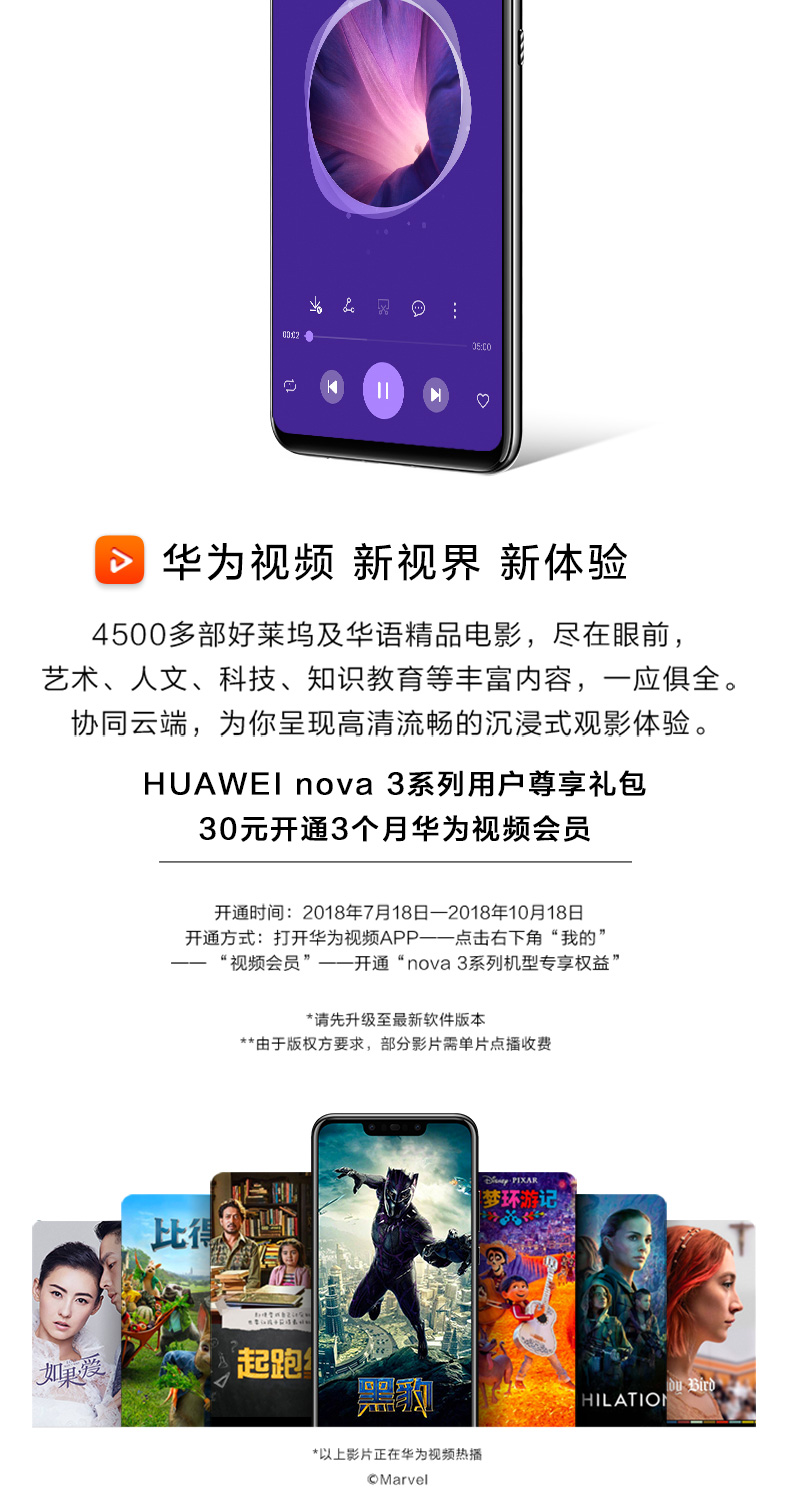 00:02
05:00
华为视频 新视界 新体验
4500多部好莱坞及华语精品电影，尽在眼前，
艺术、人文、科技、知识教育等丰富内容，一应俱全。
协同云端，为你呈现高清流畅的沉浸式观影体验。
HUAWEI nova 3系列用户尊享礼包
30元开通3个月华为视频会员
开通时间：2018年7月18日—2018年10月18日
开通方式：打开华为视频APP——点击右下角“我的”
—— “视频会员”——开通“nova 3系列机型专享权益”
*请先升级至最新软件版本
**由于版权方要求，部分影片需单片点播收费
Disney·PIXAR
梦环游记
比得
起跑
如果·爱
黑豹
HILATION
dy Bird
*以上影片正在华为视频热播
©Marvel